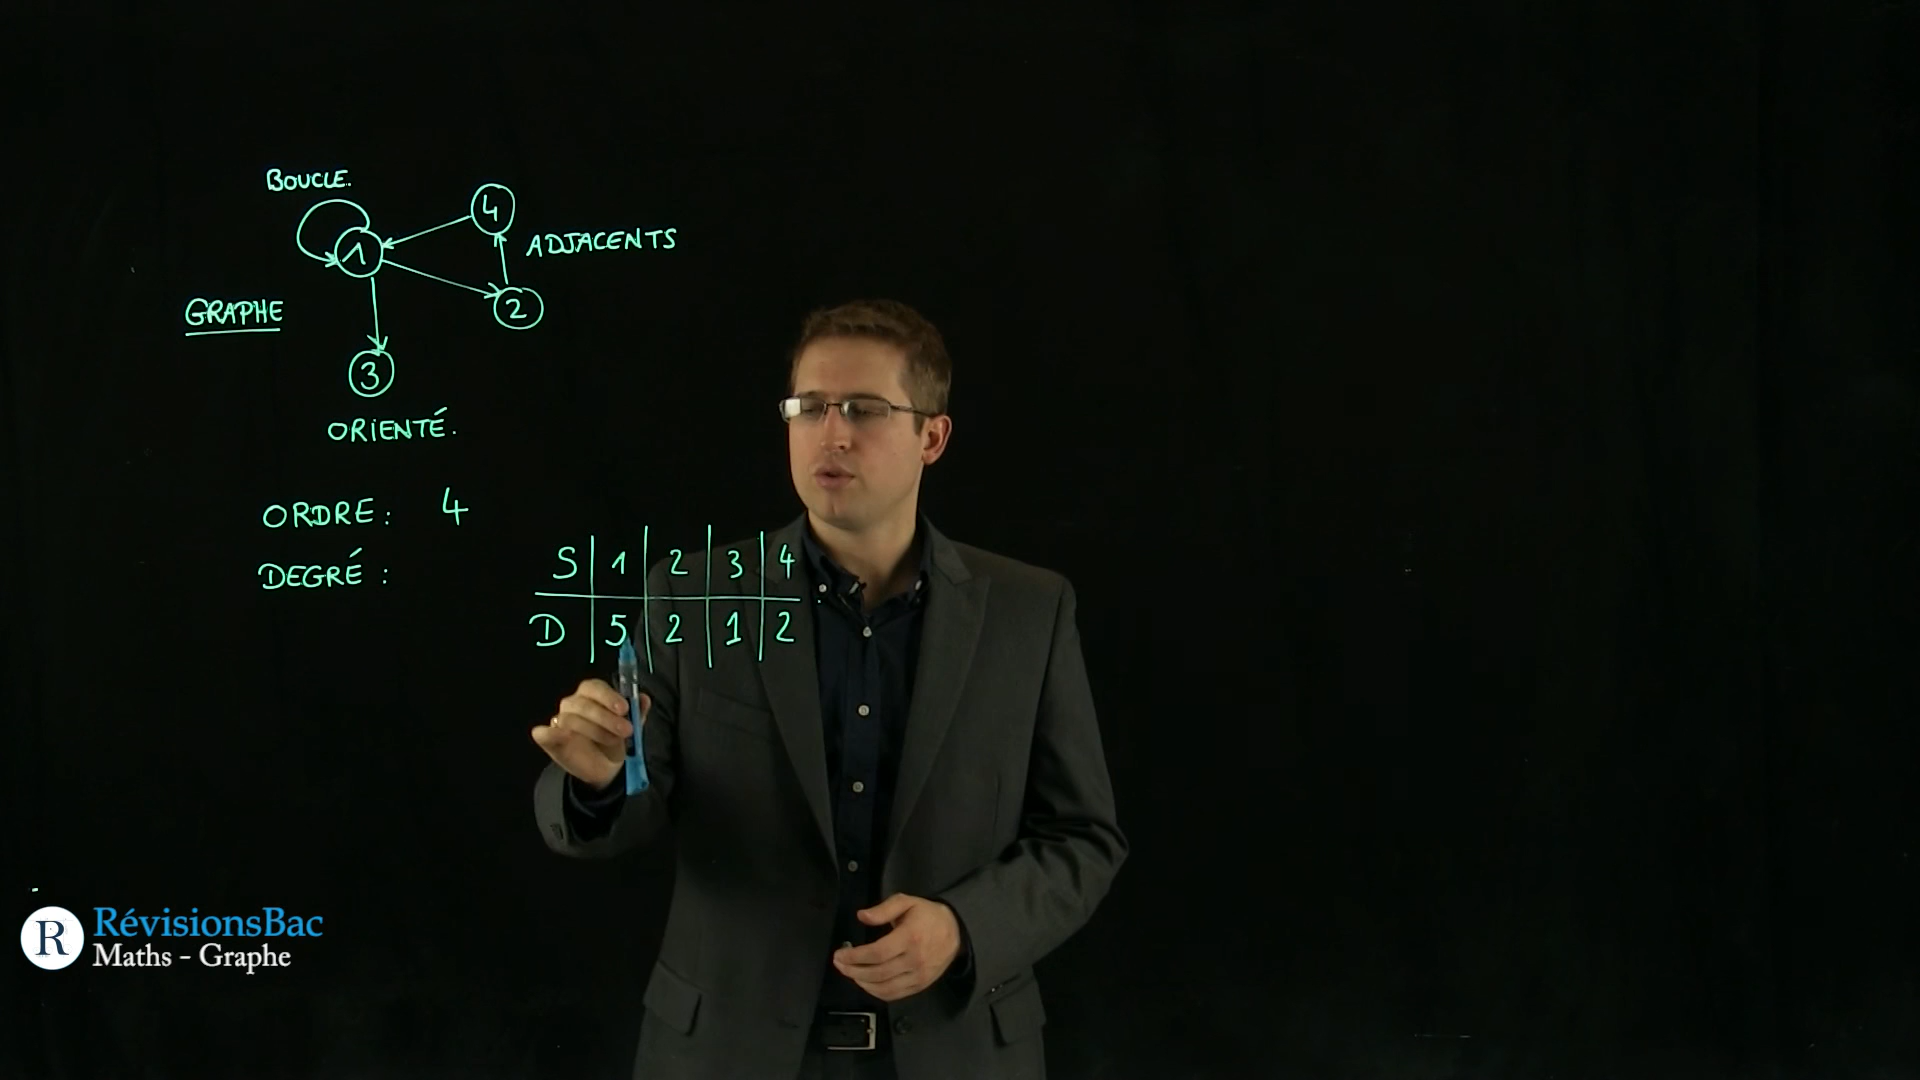 BOUCLE.
4
ADJACENTS
1
GRAPHE
2
3
ORIENTÉ.
ORDRE : 4
DEGRÉ :
S 1 2 3 4
D 5 2 1 2
R RévisionsBac
Maths - Graphe